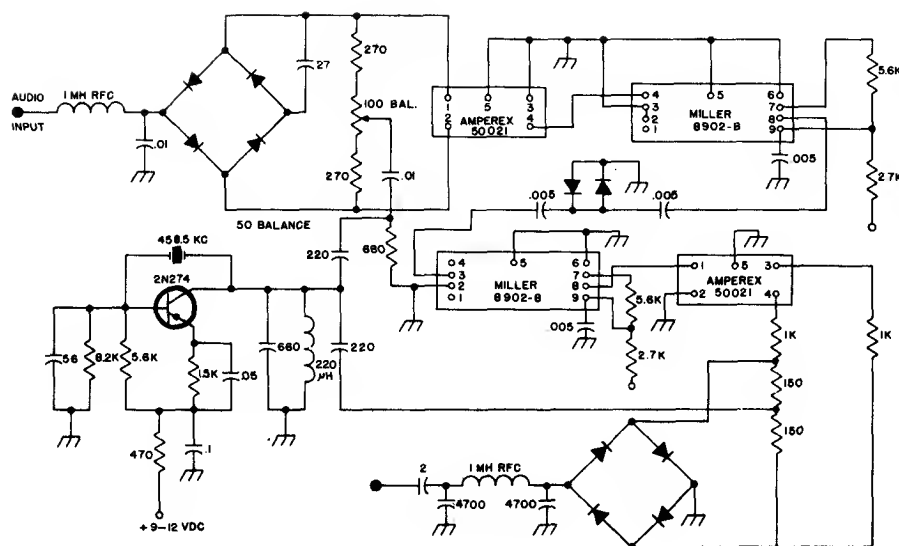 AUDIO
INPUT
1 MH RFC
.01
27
270
100 BAL.
270
.01
50 BALANCE
1
5
3
2
4
AMPEREX
50021
4
3
2
1
5
6
7
8
9
MILLER
8902-B
.005
5.6K
2.7K
.005
.005
458.5 KC
2N274
220
680
4
3
2
1
5
6
7
8
9
MILLER
8902-B
.005
5.6K
2.7K
1
5
3
2
4
AMPEREX
50021
1K
1K
150
150
56
8.2K
5.6K
1.5K
.05
660
220
μH
220
470
.1
+9-12 VDC
2
1 MH RFC
4700
4700